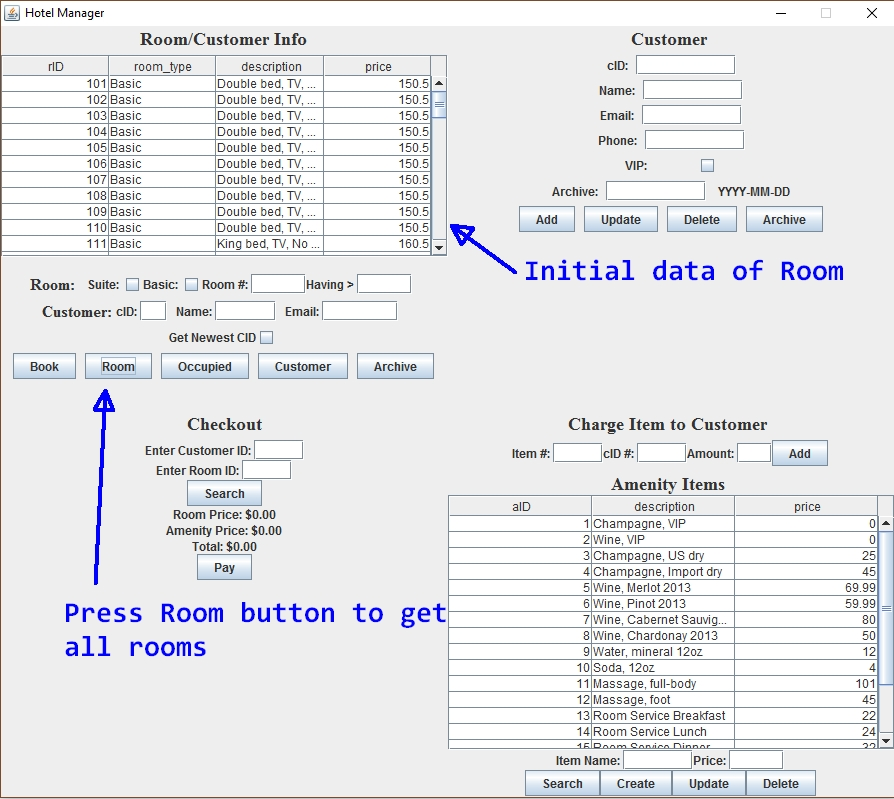 Hotel Manager
Room/Customer Info
rID room_type description price
101 Basic Double bed, TV, ... 150.5
102 Basic Double bed, TV, ... 150.5
103 Basic Double bed, TV, ... 150.5
104 Basic Double bed, TV, ... 150.5
105 Basic Double bed, TV, ... 150.5
106 Basic Double bed, TV, ... 150.5
107 Basic Double bed, TV, ... 150.5
108 Basic Double bed, TV, ... 150.5
109 Basic Double bed, TV, ... 150.5
110 Basic Double bed, TV, ... 150.5
111 Basic King bed, TV, No ... 160.5
Customer
cID:
Name:
Email:
Phone:
VIP:
Archive: YYYY-MM-DD
Add Update Delete Archive
Initial data of Room
Room: Suite: Basic: Room #: Having >
Customer: cID: Name: Email:
Get Newest CID
Book Room Occupied Customer Archive
Checkout
Enter Customer ID:
Enter Room ID:
Search
Room Price: $0.00
Amenity Price: $0.00
Total: $0.00
Pay
Press Room button to get
all rooms
Charge Item to Customer
Item #: cID #: Amount: Add
Amenity Items
aID description price
1 Champagne, VIP 0
2 Wine, VIP 0
3 Champagne, US dry 25
4 Champagne, Import dry 45
5 Wine, Merlot 2013 69.99
6 Wine, Pinot 2013 59.99
7 Wine, Cabernet Sauvig... 80
8 Wine, Chardonay 2013 50
9 Water, mineral 12oz 12
10 Soda, 12oz 4
11 Massage, full-body 101
12 Massage, foot 45
13 Room Service Breakfast 22
14 Room Service Lunch 24
15 Room Service Dinner 32
Item Name: Price:
Search Create Update Delete